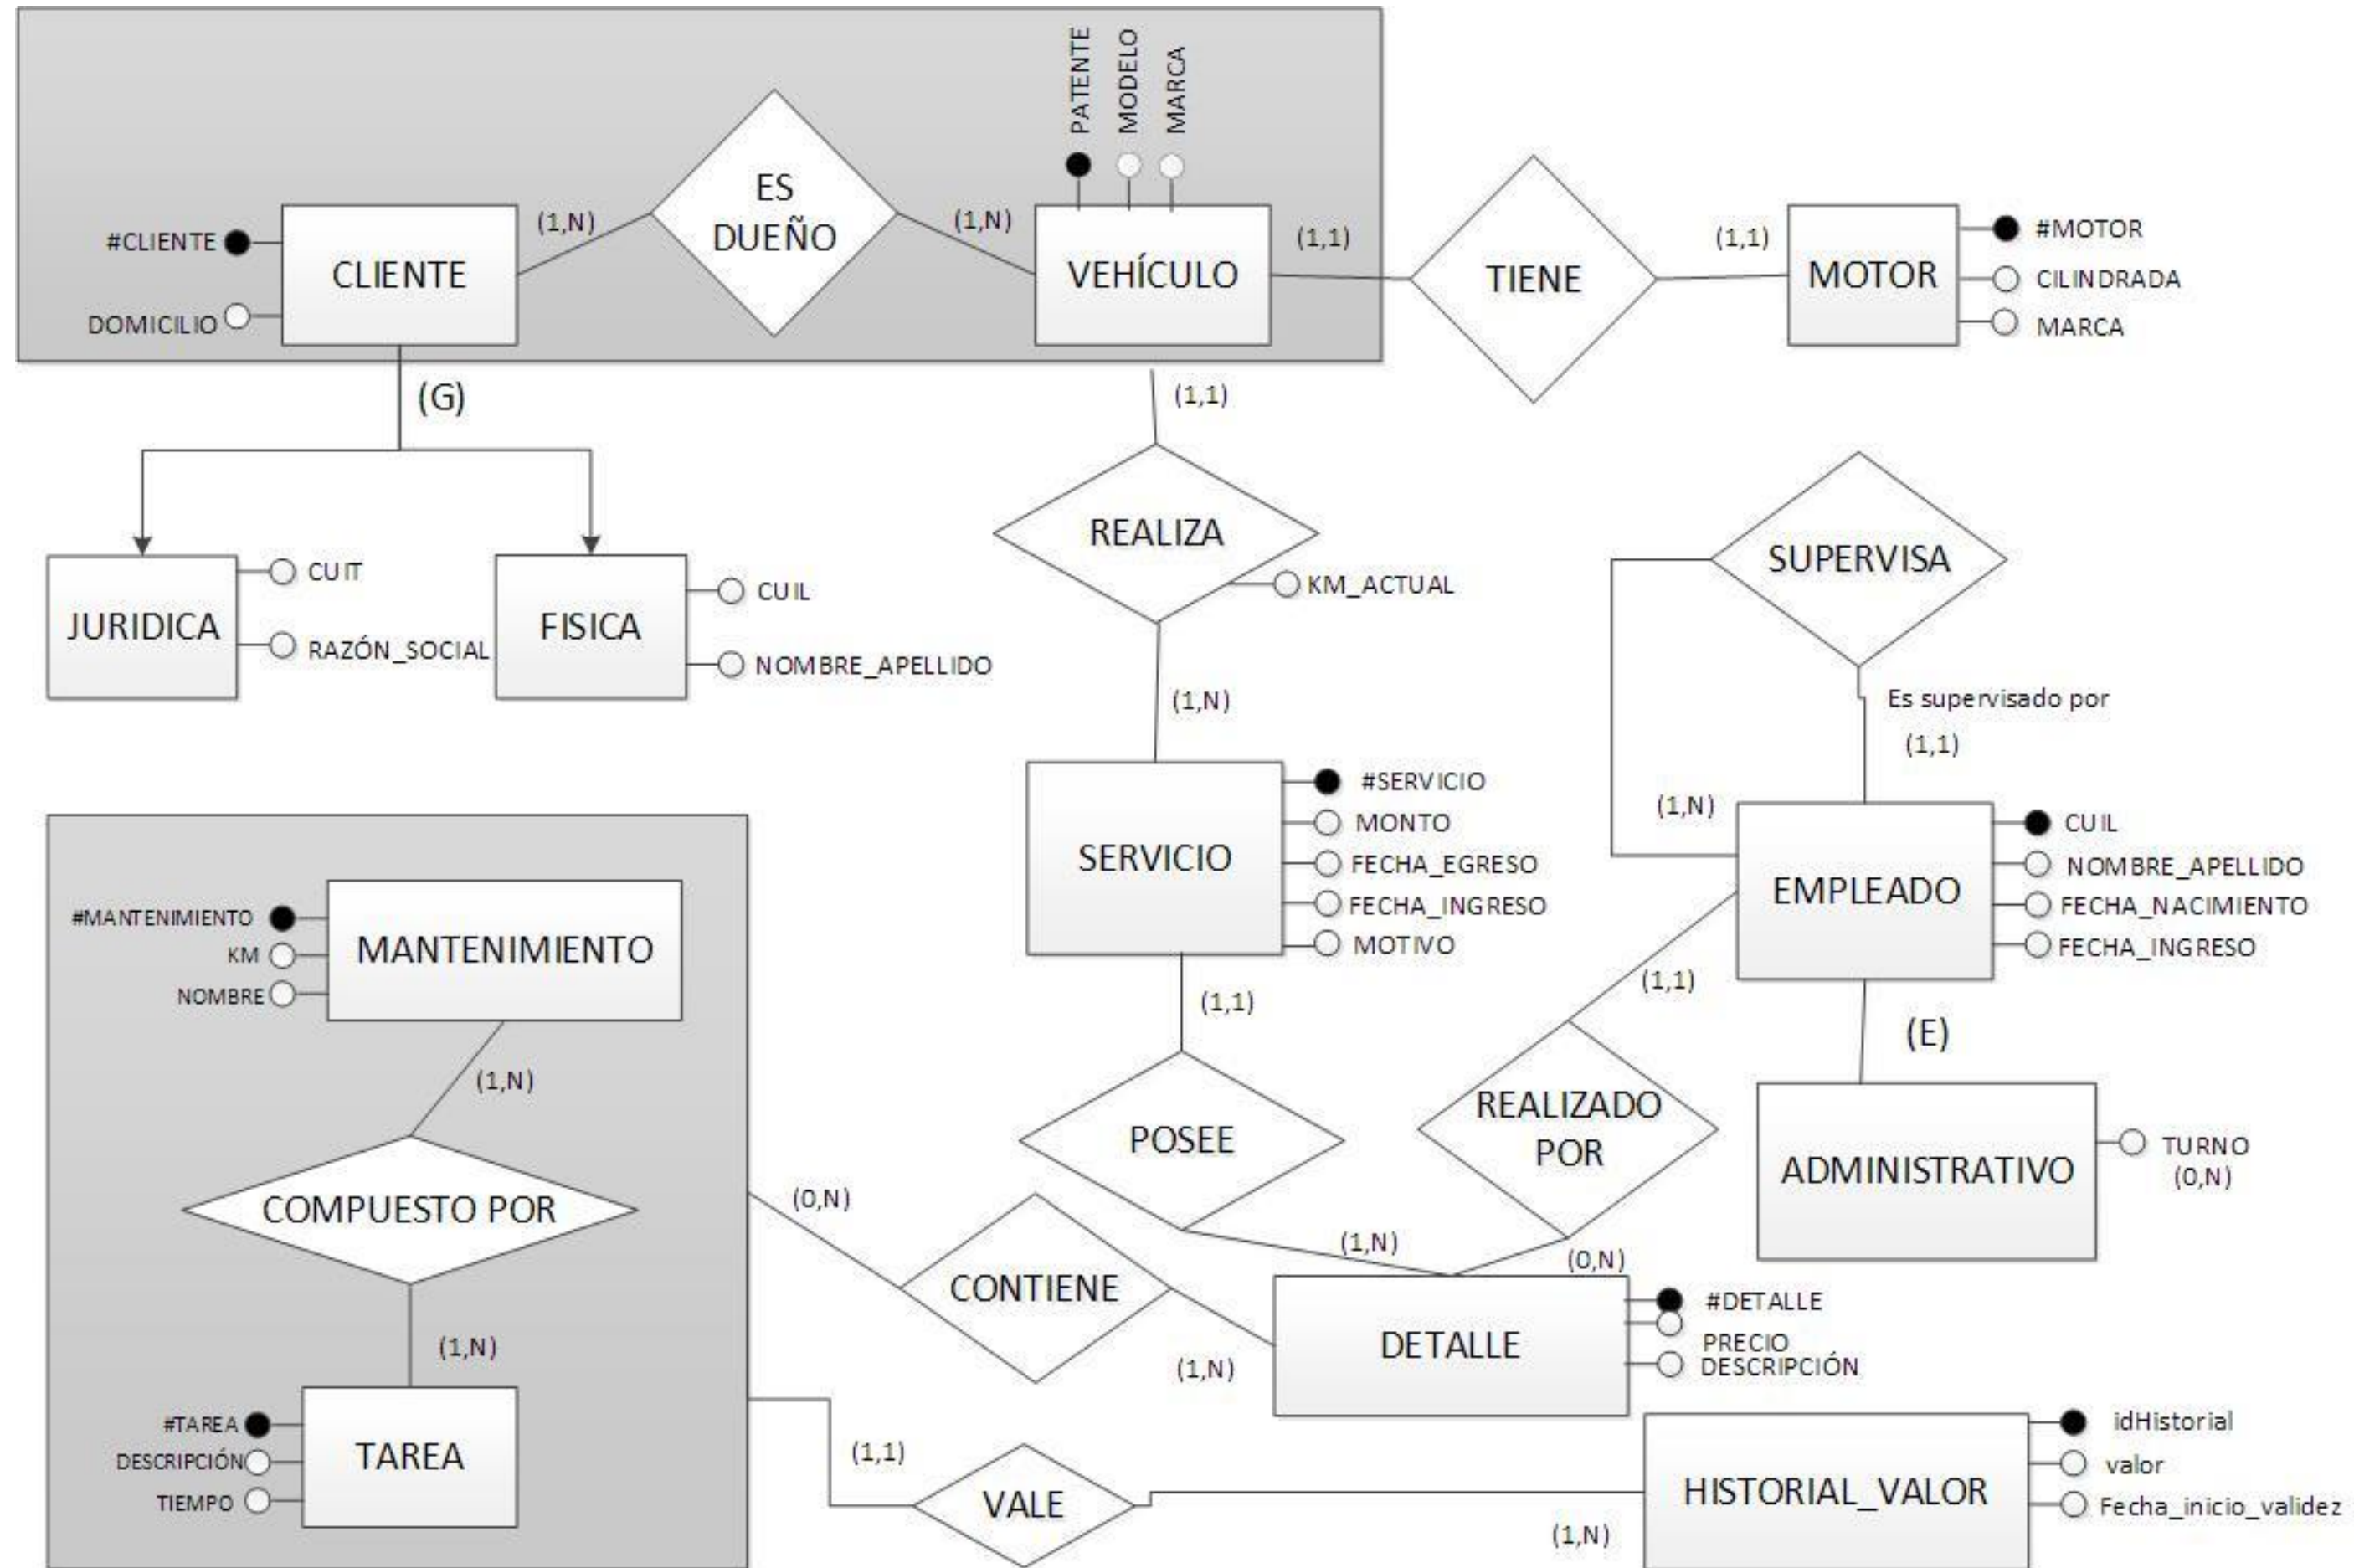 PATENTE
MODELO
MARCA
ES
DUEÑO
#CLIENTE
DOMICILIO
CLIENTE
(1,N)
(1,N)
VEHÍCULO
(1,1)
TIENE
(1,1)
MOTOR
#MOTOR
CILINDRADA
MARCA
(G)
(1,1)
REALIZA
KM_ACTUAL
JURIDICA
CUIT
RAZÓN_SOCIAL
FISICA
CUIL
NOMBRE_APELLIDO
SUPERVISA
(1,N)
Es supervisado por
(1,1)
(1,N)
SERVICIO
#SERVICIO
MONTO
FECHA_EGRESO
FECHA_INGRESO
MOTIVO
EMPLEADO
CUIL
NOMBRE_APELLIDO
FECHA_NACIMIENTO
FECHA_INGRESO
#MANTENIMIENTO
KM
NOMBRE
MANTENIMIENTO
(1,N)
(1,1)
(1,1)
(E)
COMPUESTO POR
POSEE
REALIZADO
POR
ADMINISTRATIVO
TURNO
(0,N)
(0,N)
CONTIENE
(1,N)
(0,N)
(1,N)
(1,N)
DETALLE
#DETALLE
PRECIO
DESCRIPCIÓN
#TAREA
DESCRIPCIÓN
TIEMPO
TAREA
(1,1)
VALE
(1,N)
HISTORIAL_VALOR
idHistorial
valor
Fecha_inicio_validez